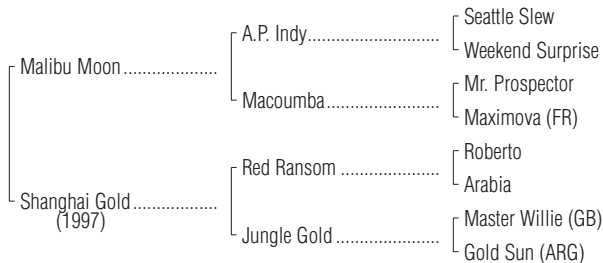 Seattle Slew
A.P. Indy
Weekend Surprise
Malibu Moon
Mr. Prospector
Macoumba
Maximova (FR)
Roberto
Red Ransom
Arabia
Shanghai Gold
(1997)
Master Willie (GB)
Jungle Gold
Gold Sun (ARG)